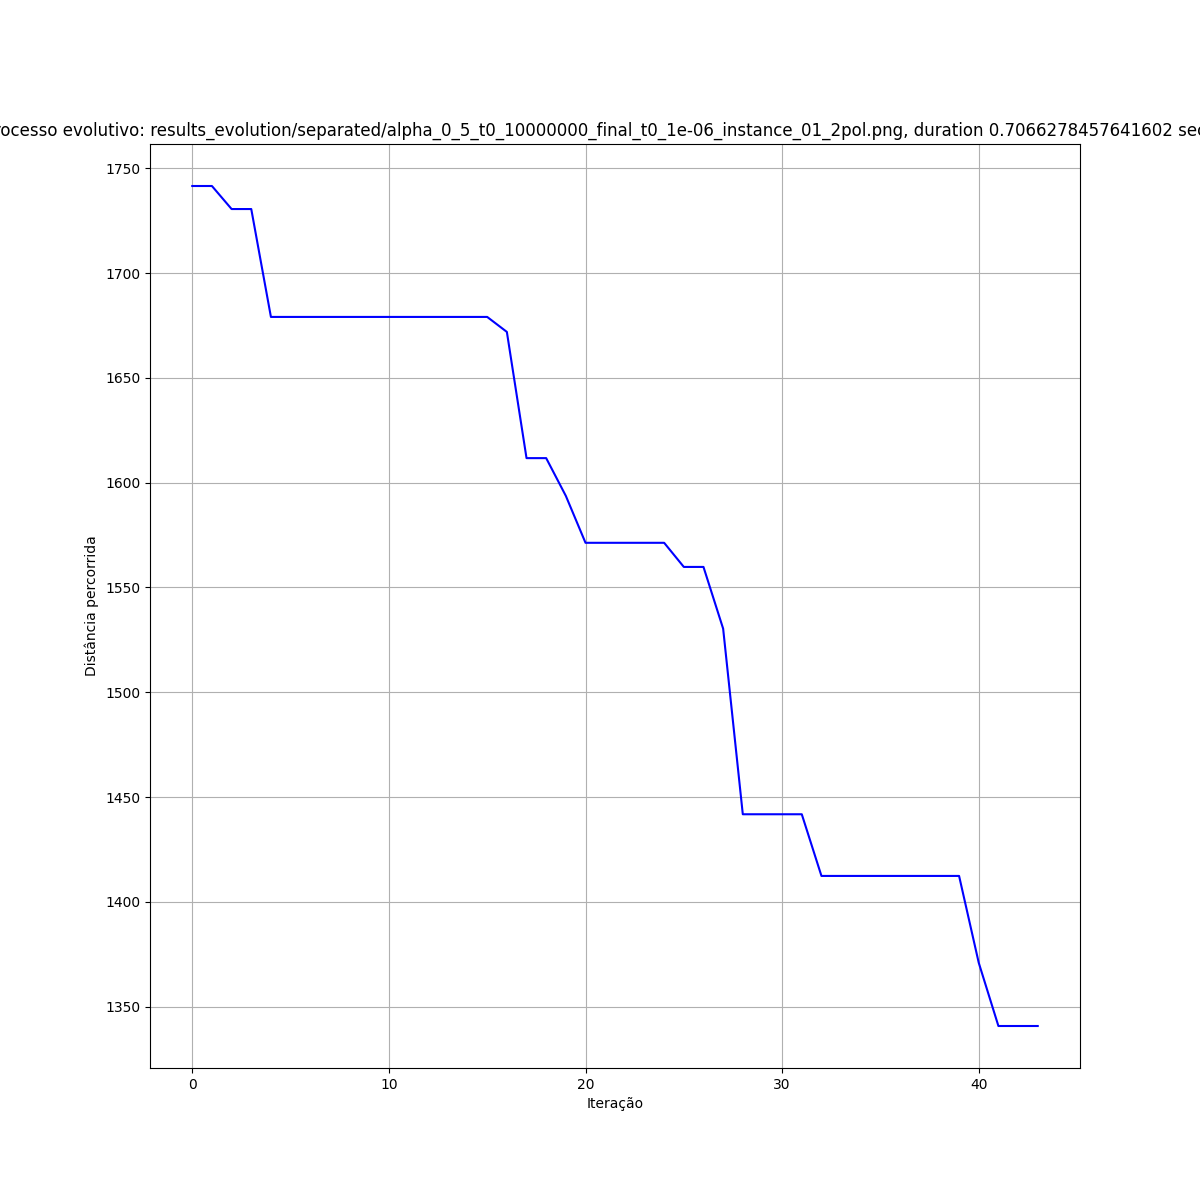 ocesso evolutivo: results_evolution/separated/alpha_0_5_t0_10000000_final_t0_1e-06_instance_01_2pol.png, duration 0.7066278457641602 sec
1750
1700
1650
1600
1550
1500
1450
1400
1350
Distância percorrida
0 10 20 30 40
Iteração